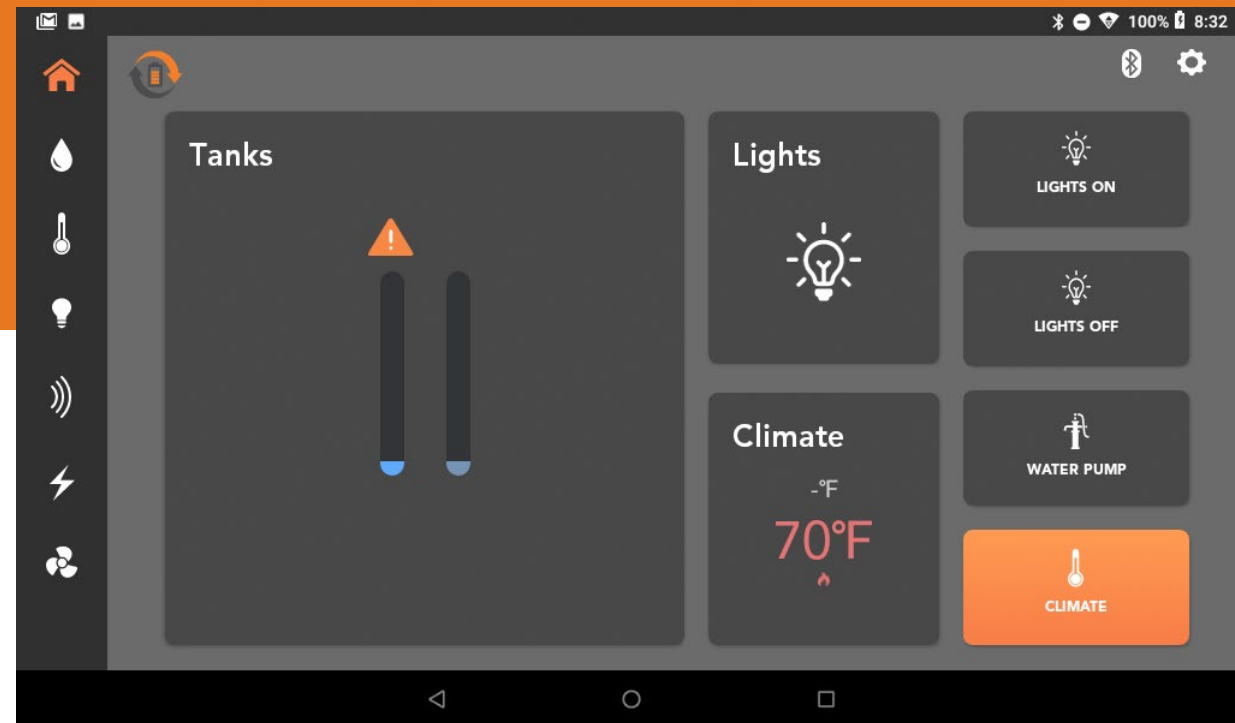 100% 8:32
Tanks
Lights
LIGHTS ON
LIGHTS OFF
Climate
-°F
70°F
WATER PUMP
CLIMATE